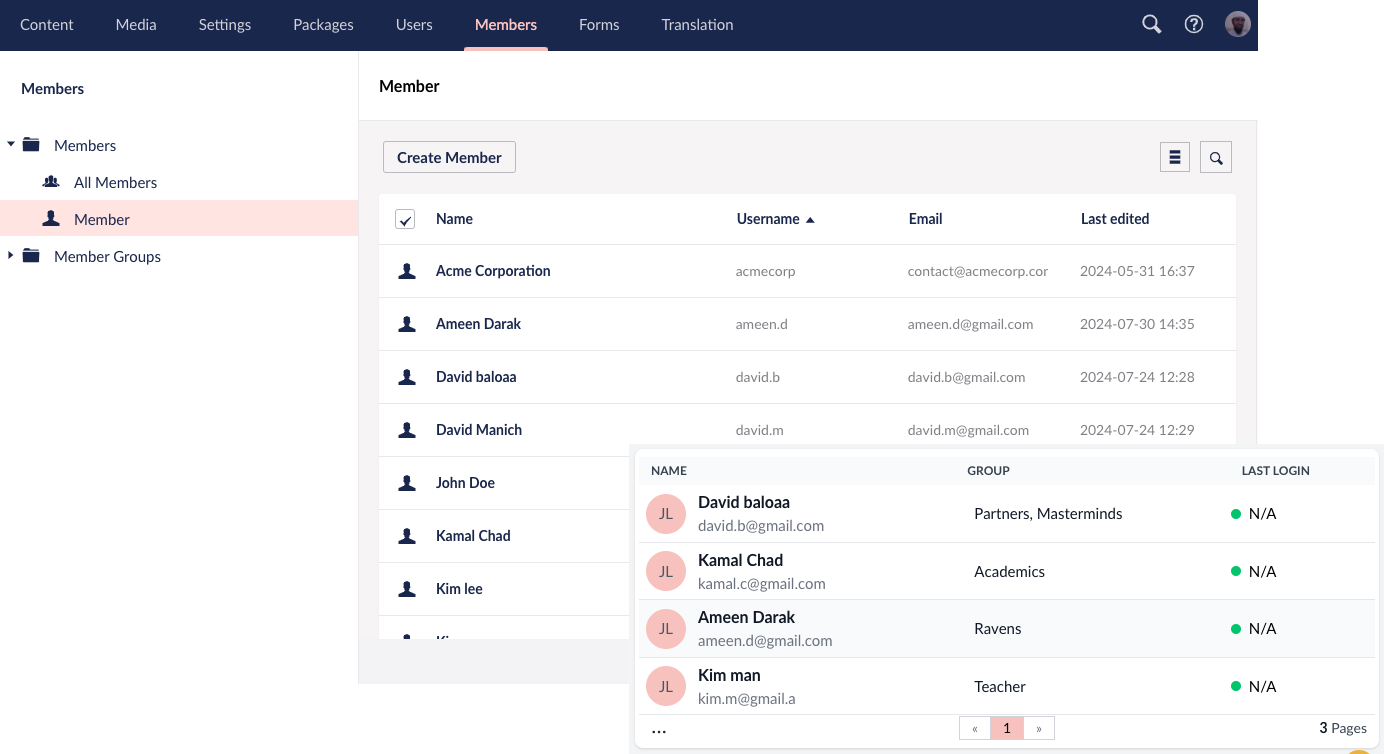 Content Media Settings Packages Users Members Forms Translation
Members
Member
Members
All Members
Member
Member Groups
Create Member
Name Username Email Last edited
Acme Corporation acmecorp contact@acmecorp.cor 2024-05-31 16:37
Ameen Darak ameen.d ameen.d@gmail.com 2024-07-30 14:35
David baloaa david.b david.b@gmail.com 2024-07-24 12:28
David Manich david.m david.m@gmail.com 2024-07-24 12:29
John Doe
Kamal Chad
Kim lee
NAME GROUP LAST LOGIN
JL David baloaa Partners, Masterminds N/A
david.b@gmail.com
JL Kamal Chad Academics N/A
kamal.c@gmail.com
JL Ameen Darak Ravens N/A
ameen.d@gmail.com
JL Kim man Teacher N/A
kim.m@gmail.a
... « 1 » 3 Pages